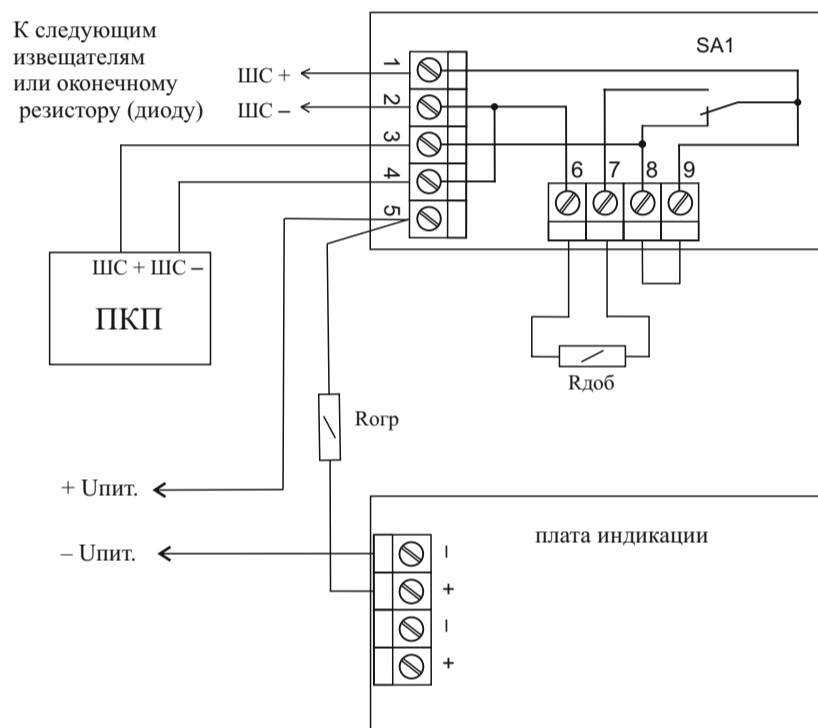 К следующим
извещателям
или оконечному
резистору (диоду)
ШС +
ШС –
1
2
3
4
5
SA1
6 7 8 9
ШС + ШС –
ПКП
Rдоб
Rогр
+ Uпит.
– Uпит.
плата индикации
–
+
–
+